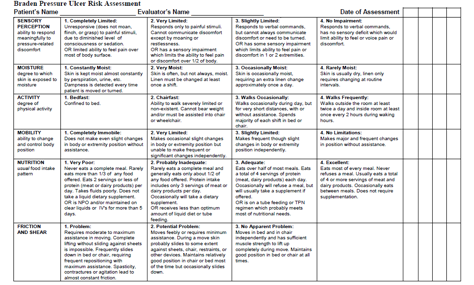 Braden Pressure Ulcer Risk Assessment
Patient's Name Evaluator's Name Date of Assessment
SENSORY PERCEPTION
ability to respond meaningfully to pressure-related discomfort
1. Completely Limited:
Unresponsive (does not moan, flinch, or grasp) to painful stimuli, due to diminished level of consciousness or sedation.
OR limited ability to feel pain over most of body surface.
2. Very Limited:
Responds only to painful stimuli. Cannot communicate discomfort except by moaning or restlessness.
OR has a sensory impairment which limits the ability to feel pain or discomfort over 1/2 of body.
3. Slightly Limited:
Responds to verbal commands, but cannot always communicate discomfort or need to be turned.
OR has some sensory impairment which limits ability to feel pain or discomfort in 1 or 2 extremities.
4. No Impairment:
Responds to verbal commands, has no sensory deficit which would limit ability to feel or voice pain or discomfort.
MOISTURE
degree to which skin is exposed to moisture
1. Constantly Moist:
Skin is kept moist almost constantly by perspiration, urine, etc. Dampness is detected every time patient is moved or turned.
2. Very Moist:
Skin is often, but not always, moist. Linen must be changed at least once a shift.
3. Occasionally Moist:
Skin is occasionally moist, requiring an extra linen change approximately once a day.
4. Rarely Moist:
Skin is usually dry, linen only requires changing at routine intervals.
ACTIVITY
degree of physical activity
1. Bedfast:
Confined to bed.
2. Chairfast:
Ability to walk severely limited or non-existent. Cannot bear weight and/or must be assisted into chair or wheelchair.
3. Walks Occasionally:
Walks occasionally during day, but for very short distances, with or without assistance. Spends majority of each shift in bed or chair.
4. Walks Frequently:
Walks outside the room at least twice a day and inside room at least once every 2 hours during waking hours.
MOBILITY
ability to change and control body position
1. Completely Immobile:
Does not make even slight changes in body or extremity position without assistance.
2. Very Limited:
Makes occasional slight changes in body or extremity position but unable to make frequent or significant changes independently.
3. Slightly Limited:
Makes frequent though slight changes in body or extremity position independently.
4. No Limitations:
Makes major and frequent changes in position without assistance.
NUTRITION
usual food intake pattern
1. Very Poor:
Never eats a complete meal. Rarely eats more than 1/3 of any food offered. Eats 2 servings or less of protein (meat or dairy products) per day. Takes fluids poorly. Does not take a liquid dietary supplement.
OR is NPO and/or maintained on clear liquids or IV's for more than 5 days.
2. Probably Inadequate:
Rarely eats a complete meal and generally eats only about 1/2 of any food offered. Protein intake includes only 3 servings of meat or dairy products per day. Occasionally will take a dietary supplement.
OR receives less than optimum amount of liquid diet or tube feeding.
3. Adequate:
Eats over half of most meals. Eats a total of 4 servings of protein (meat, dairy products) each day. Occasionally will refuse a meal, but will usually take a supplement if offered.
OR is on a tube feeding or TPN regimen which probably meets most of nutritional needs.
4. Excellent:
Eats most of every meal. Never refuses a meal. Usually eats a total of 4 or more servings of meat and dairy products. Occasionally eats between meals. Does not require supplementation.
FRICTION AND SHEAR
1. Problem:
Requires moderate to maximum assistance in moving. Complete lifting without sliding against sheets is impossible. Frequently slides down in bed or chair, requiring frequent repositioning with maximum assistance. Spasticity, contractures or agitation lead to almost constant friction.
2. Potential Problem:
Moves feebly or requires minimum assistance. During a move skin probably slides to some extent against sheets, chair, restraints, or other devices. Maintains relatively good position in chair or bed most of the time but occasionally slides down.
3. No Apparent Problem:
Moves in bed and in chair independently and has sufficient muscle strength to lift up completely during move. Maintains good position in bed or chair at all times.